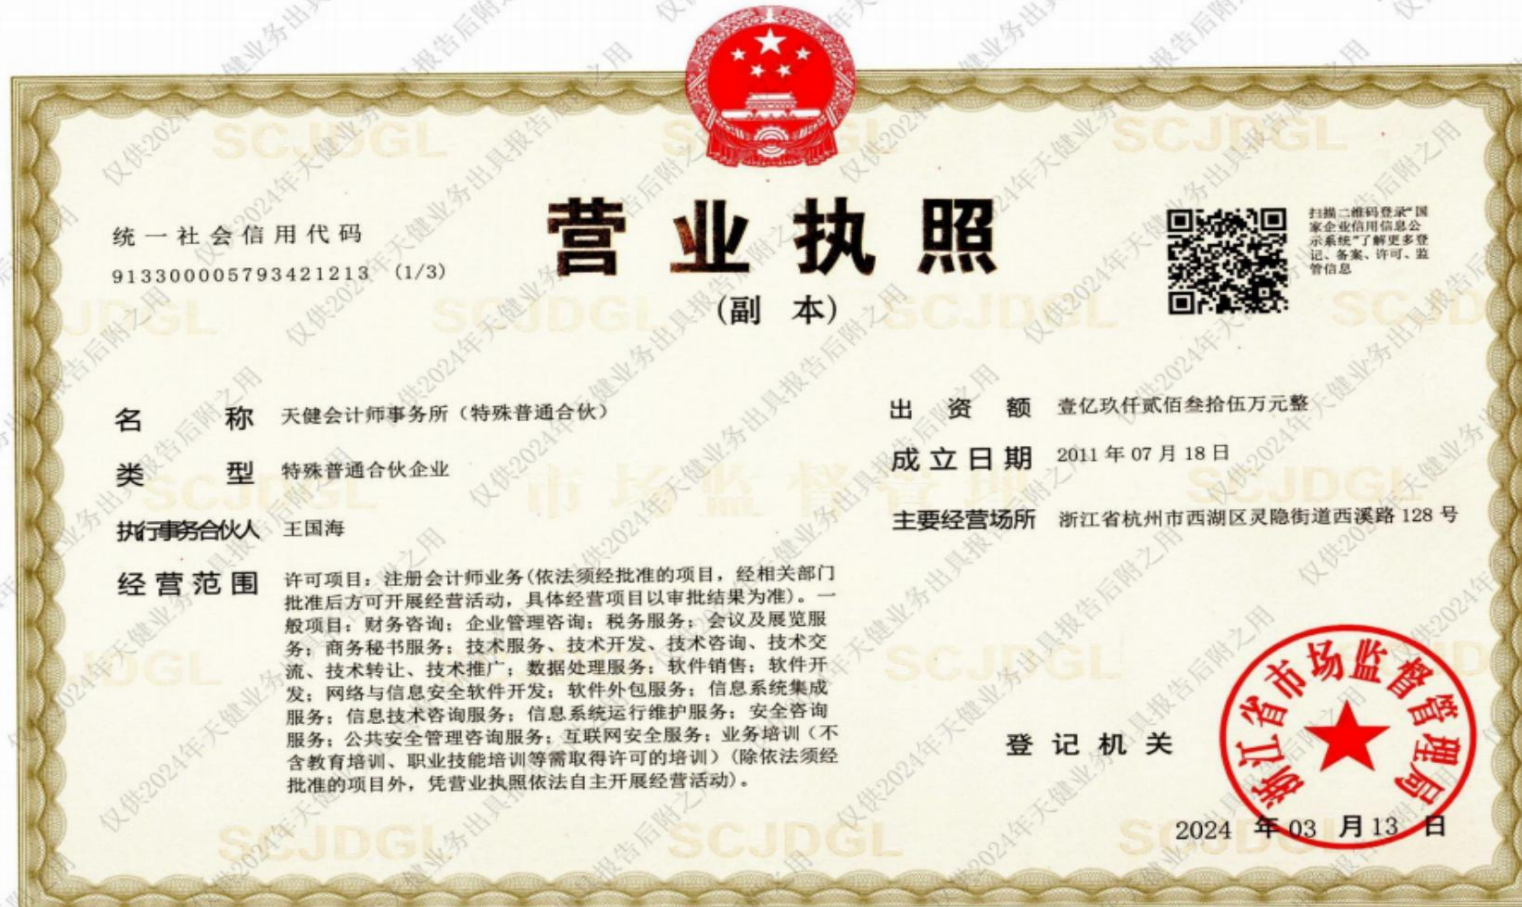 营业执照
(副 本)
统一社会信用代码
913300005793421213 (1/3)
扫描二维码登录“国
家企业信用信息公
示系统”了解更多登
记、备案、许可、监
管信息
名 称 天健会计师事务所（特殊普通合伙）
类 型 特殊普通合伙企业
执行事务合伙人 王国海
经营范围 许可项目：注册会计师业务(依法须经批准的项目，经相关部门
批准后方可开展经营活动，具体经营项目以审批结果为准)。一
般项目：财务咨询；企业管理咨询；税务服务；会议及展览服
务；商务秘书服务；技术服务、技术开发、技术咨询、技术交
流、技术转让、技术推广；数据处理服务；软件销售；软件开
发；网络与信息安全软件开发；软件外包服务；信息系统集成
服务；信息技术咨询服务；信息系统运行维护服务；安全咨询
服务；公共安全管理咨询服务；互联网安全服务；业务培训（不
含教育培训、职业技能培训等需取得许可的培训）(除依法须经
批准的项目外，凭营业执照依法自主开展经营活动)。
出 资 额 壹亿玖仟贰佰叁拾伍万元整
成立日期 2011 年 07 月 18 日
主要经营场所 浙江省杭州市西湖区灵隐街道西溪路 128 号
登记机关
浙江省市场监督管理局
2024 年 03 月 13 日
SCJDGL
市场监督管理
仅供2024年天健业务出具报告后附之用